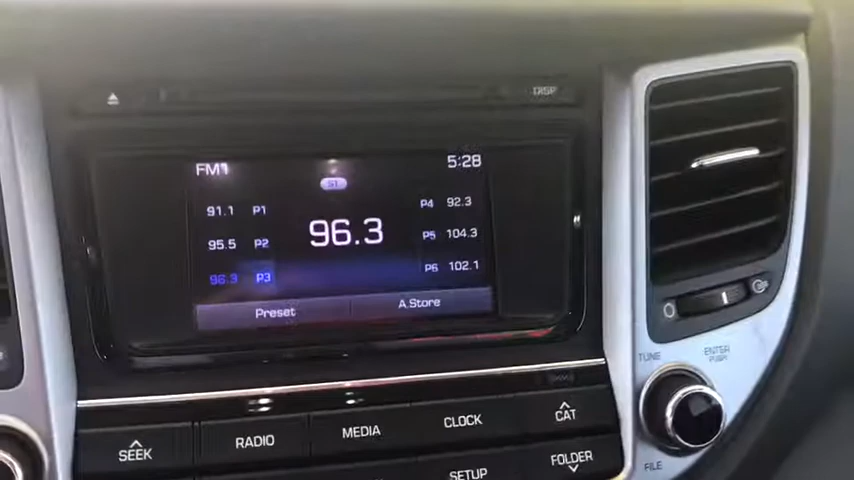 DISP
FM1
5:28
ST
91.1 P1
P4 92.3
95.5 P2
96.3
P5 104.3
96.3 P3
P6 102.1
Preset
A.Store
TUNE
ENTER
PUSH
SEEK
RADIO
MEDIA
CLOCK
CAT
SETUP
FOLDER
FILE